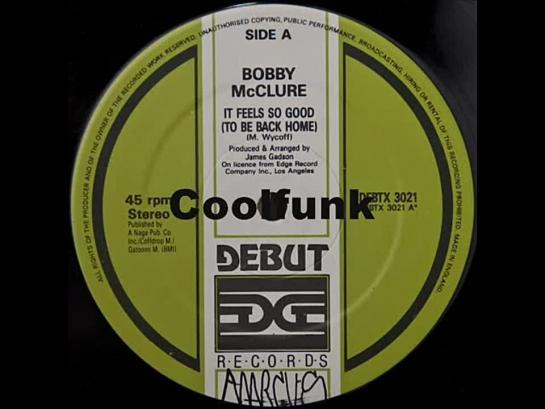 ALL RIGHTS OF THE PRODUCER AND OF THE OWNER OF THE RECORDED WORK RESERVED. UNAUTHORISED COPYING, PUBLIC PERFORMANCE, BROADCASTING, HIRING OR RENTAL OF THIS RECORDING PROHIBITED. MADE IN ENGLAND.
SIDE A
BOBBY
McCLURE
IT FEELS SO GOOD
(TO BE BACK HOME)
(M. Wycoff)
Produced & Arranged by
James Gadson
On licence from Edge Record
Company Inc., Los Angeles
45 rpm
Stereo
Published by
A Naga Pub. Co.
Inc./Coffdrop M./
Gatoons M. (BMI)
Coolfunk
DEBTX 3021
BTX 3021 A*
DEBUT
R·E·C·O·R·D·S